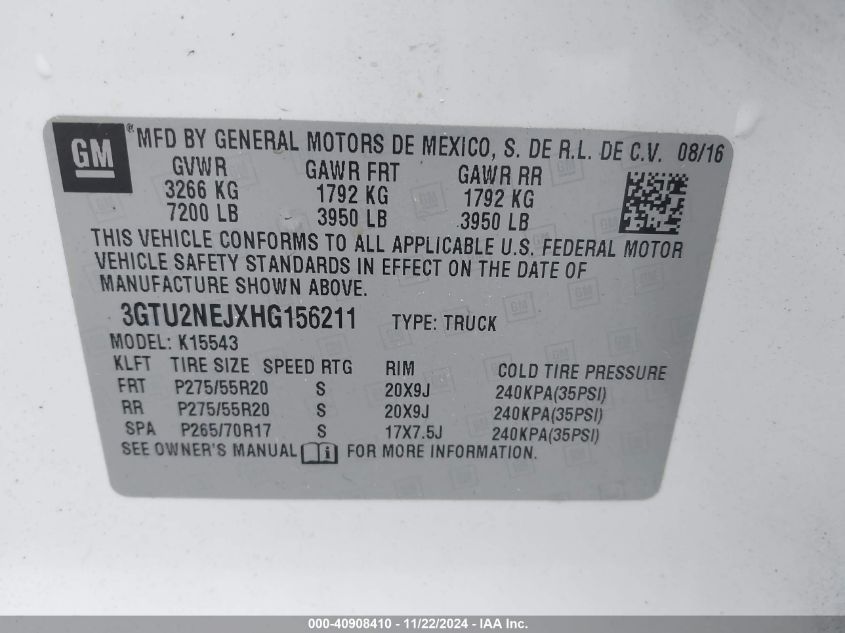 GM® MFD BY GENERAL MOTORS DE MEXICO, S. DE R.L. DE C.V. 08/16
GVWR GAWR FRT GAWR RR
3266 KG 1792 KG 1792 KG
7200 LB 3950 LB 3950 LB
THIS VEHICLE CONFORMS TO ALL APPLICABLE U.S. FEDERAL MOTOR
VEHICLE SAFETY STANDARDS IN EFFECT ON THE DATE OF
MANUFACTURE SHOWN ABOVE.
3GTU2NEJXHG156211 TYPE: TRUCK
MODEL: K15543
KLFT TIRE SIZE SPEED RTG RIM COLD TIRE PRESSURE
FRT P275/55R20 S 20X9J 240KPA(35PSI)
RR P275/55R20 S 20X9J 240KPA(35PSI)
SPA P265/70R17 S 17X7.5J 240KPA(35PSI)
SEE OWNER'S MANUAL i FOR MORE INFORMATION.
000-40908410 - 11/22/2024 - IAA Inc.